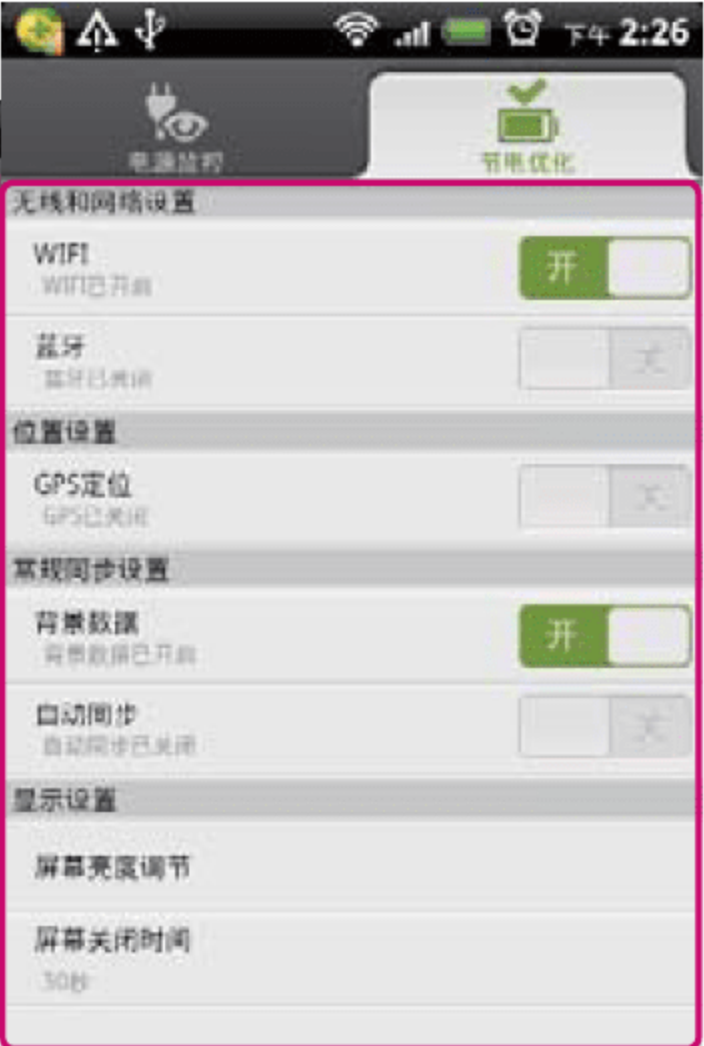 下午 2:26
电源监视
节电优化
无线和网络设置
WIFI
开
WIFI已开启
蓝牙
关
蓝牙已关闭
位置设置
GPS定位
关
GPS已关闭
常规同步设置
背景数据
开
背景数据已开启
自动同步
关
自动同步已关闭
显示设置
屏幕亮度调节
屏幕关闭时间
30秒